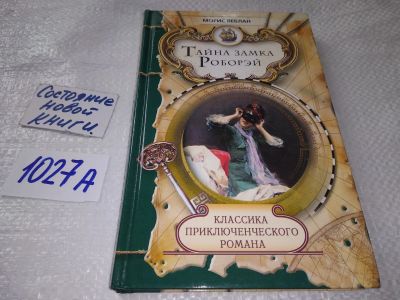 МОРИС ЛЕБЛАН
ТАЙНА ЗАМКА
РОБОРЭЙ
Состояние
новой
книги
1027А
КЛАССИКА
ПРИКЛЮЧЕНЧЕСКОГО
РОМАНА